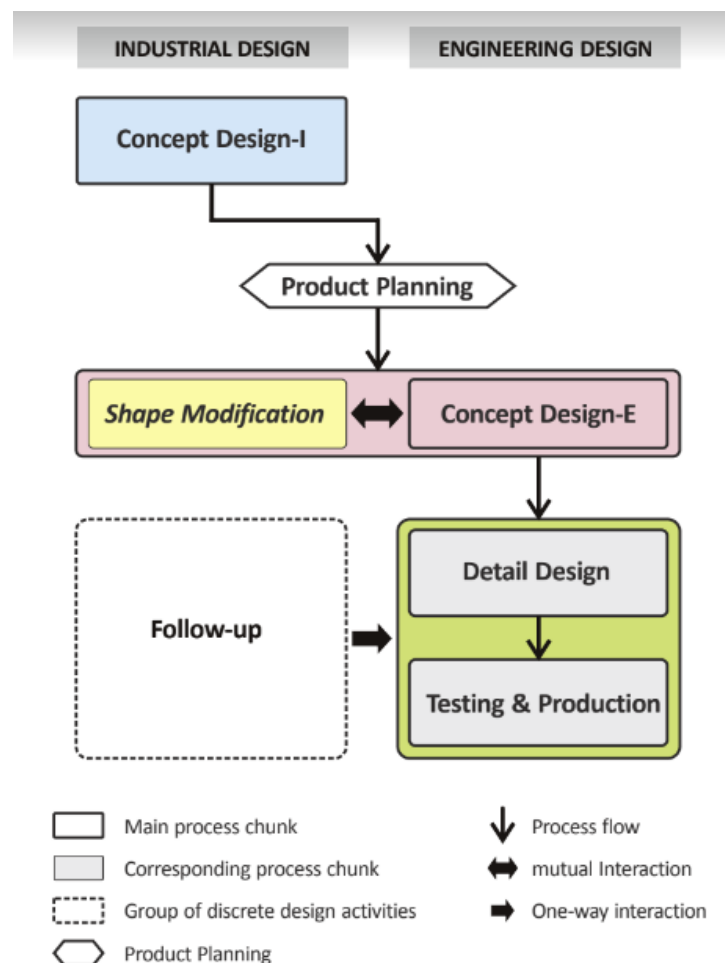 INDUSTRIAL DESIGN
ENGINEERING DESIGN
Concept Design-I
Product Planning
Shape Modification
Concept Design-E
Detail Design
Follow-up
Testing & Production
Main process chunk
Process flow
Corresponding process chunk
mutual Interaction
Group of discrete design activities
One-way interaction
Product Planning